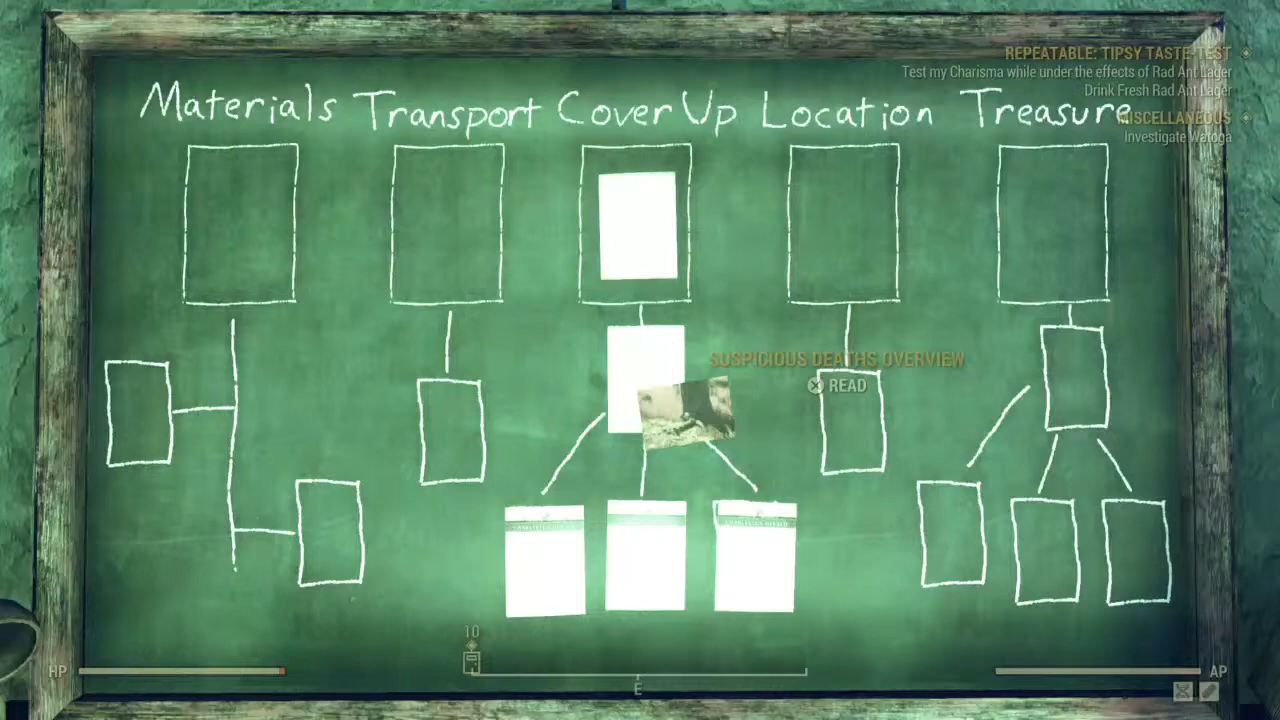 REPEATABLE: TIPSY TASTE-TEST
Test my Charisma while under the effects of Rad Ant Lager
Drink Fresh Rad Ant Lager
Materials Transport Cover Up Location Treasure
MISCELLANEOUS
Investigate Watoga
SUSPICIOUS DEATHS OVERVIEW
READ
10
HP
E
AP